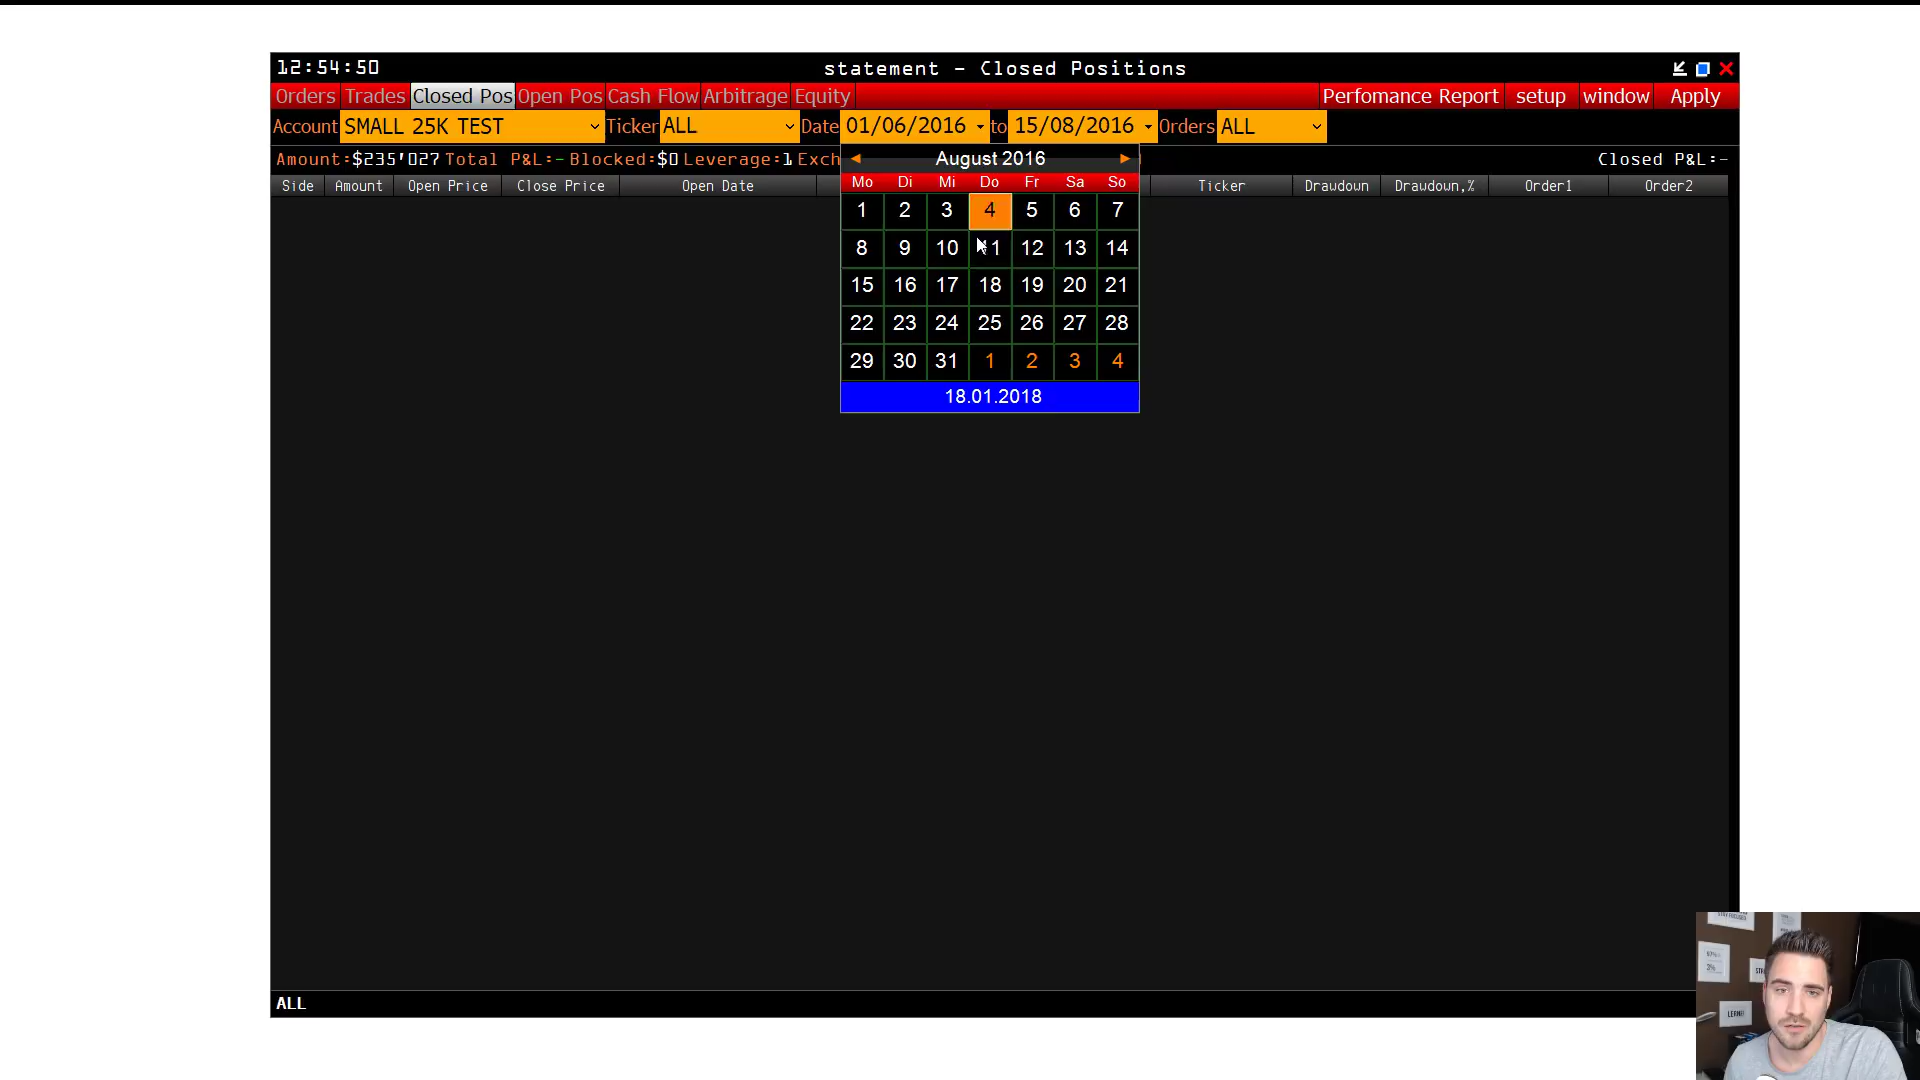 12:54:50 statement - Closed Positions
Orders Trades Closed Pos Open Pos Cash Flow Arbitrage Equity Perfomance Report setup window Apply
Account SMALL 25K TEST Ticker ALL Date 01/06/2016 to 15/08/2016 Orders ALL
Amount:$235'027 Total P&L:- Blocked:$0 Leverage:1 Exch Closed P&L:-
August 2016
Side Amount Open Price Close Price Open Date Ticker Drawdown Drawdown,% Order1 Order2
Mo Di Mi Do Fr Sa So
1 2 3 4 5 6 7
8 9 10 11 12 13 14
15 16 17 18 19 20 21
22 23 24 25 26 27 28
29 30 31 1 2 3 4
18.01.2018
ALL
2%
LERNE